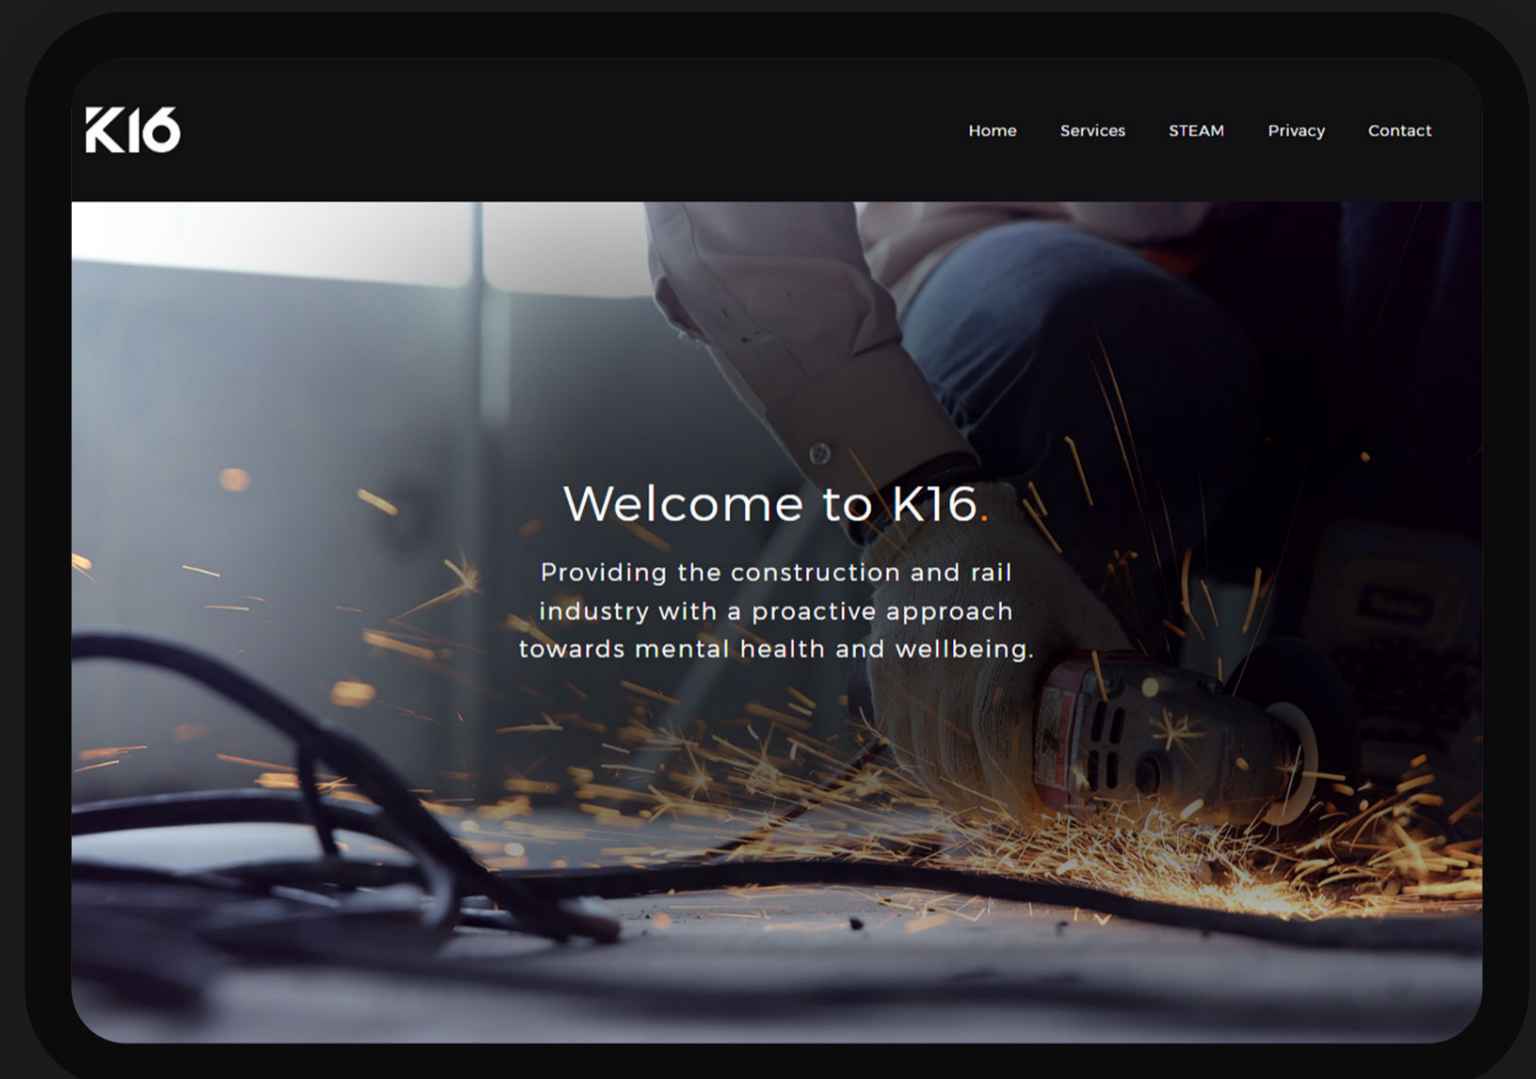 K16
Home Services STEAM Privacy Contact
Welcome to K16.
Providing the construction and rail
industry with a proactive approach
towards mental health and wellbeing.